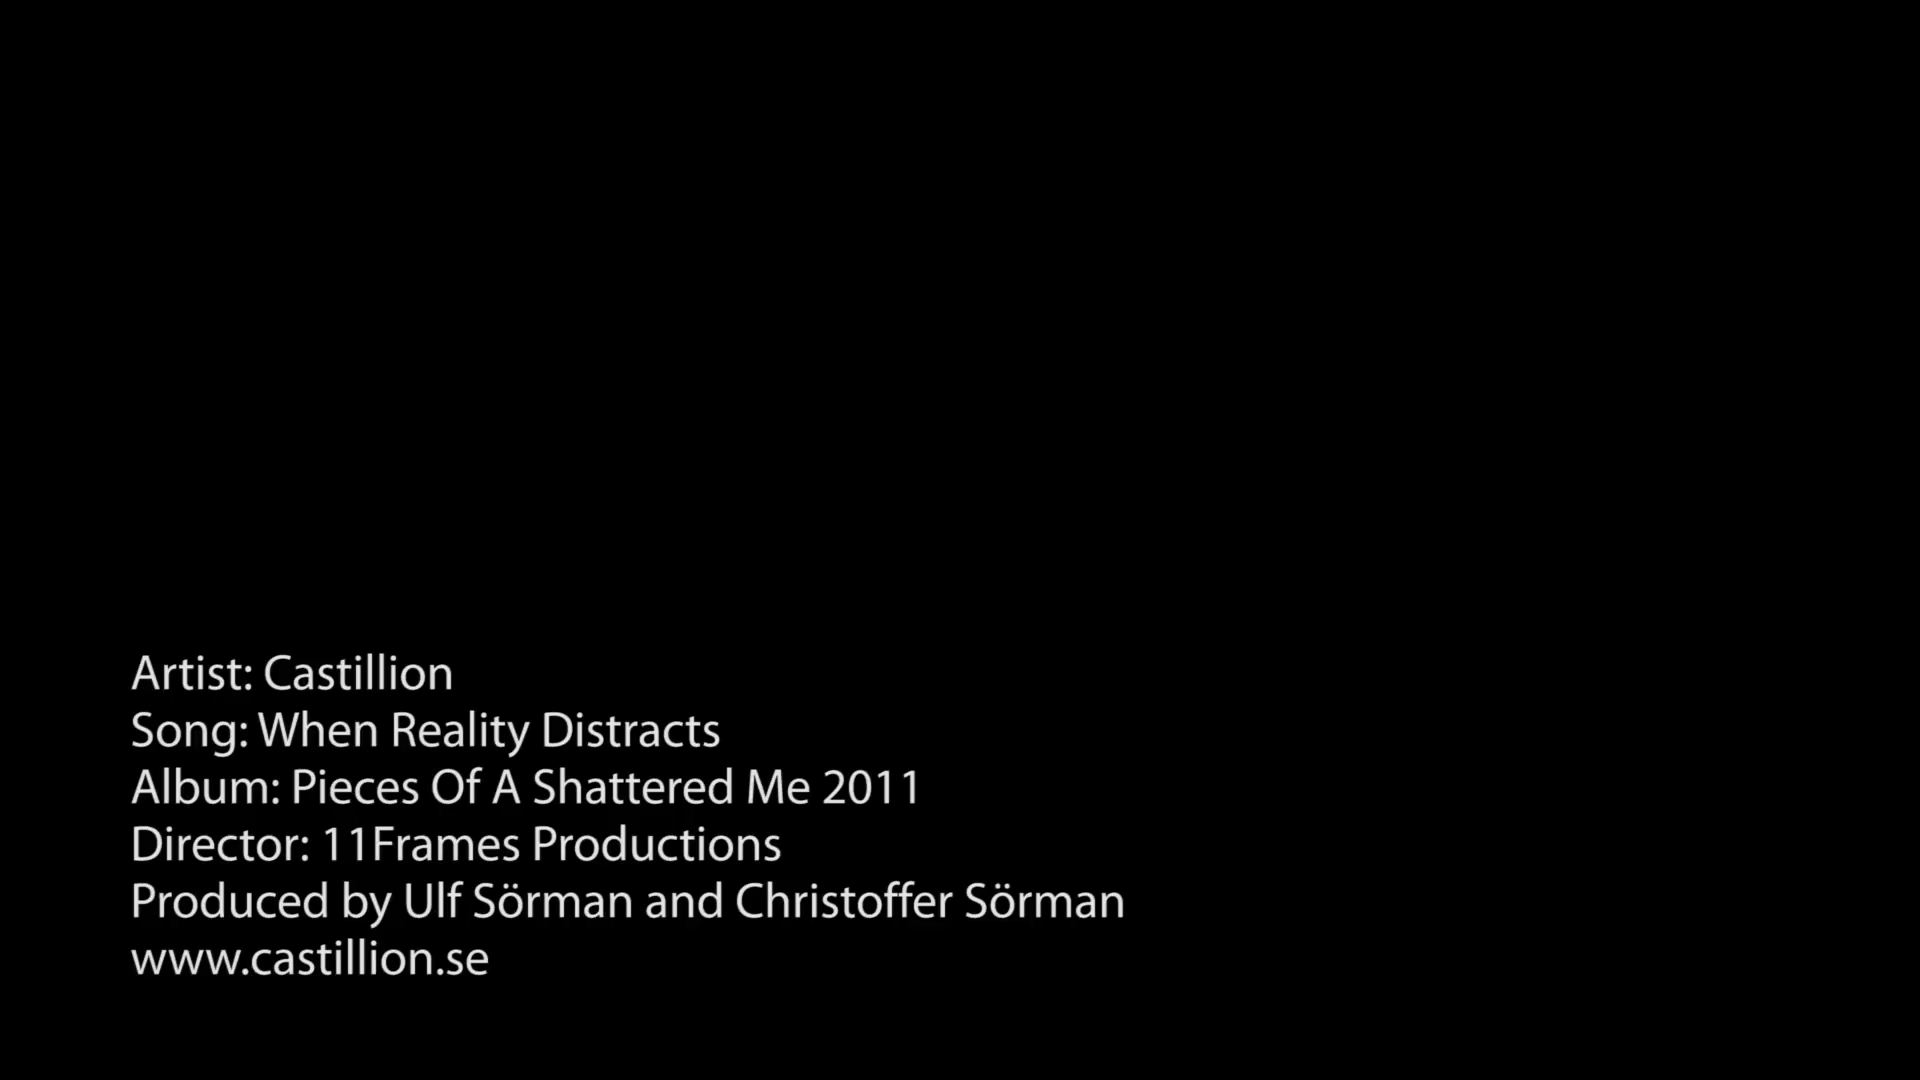 Artist: Castillion
Song: When Reality Distracts
Album: Pieces Of A Shattered Me 2011
Director: 11Frames Productions
Produced by Ulf Sörman and Christoffer Sörman
www.castillion.se